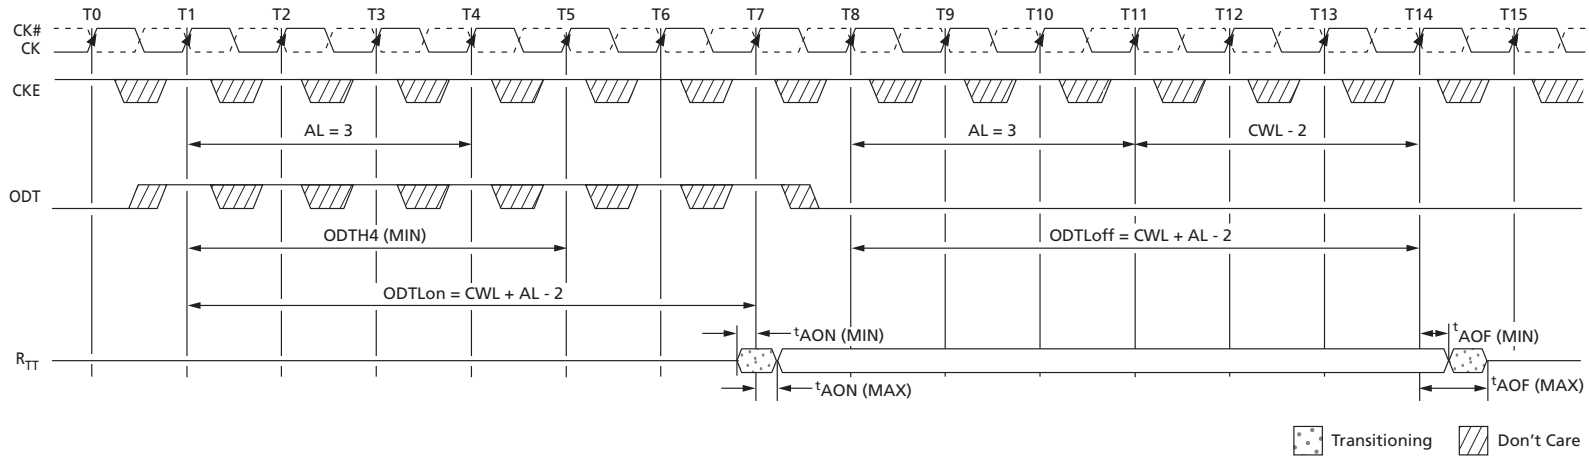 T0 T1 T2 T3 T4 T5 T6 T7 T8 T9 T10 T11 T12 T13 T14 T15
CK#
CK
CKE
AL = 3 AL = 3 CWL - 2
ODT
ODTH4 (MIN) ODTLoff = CWL + AL - 2
ODTLon = CWL + AL - 2
tAON (MIN) tAOF (MIN)
RTT
tAON (MAX) tAOF (MAX)
Transitioning Don't Care